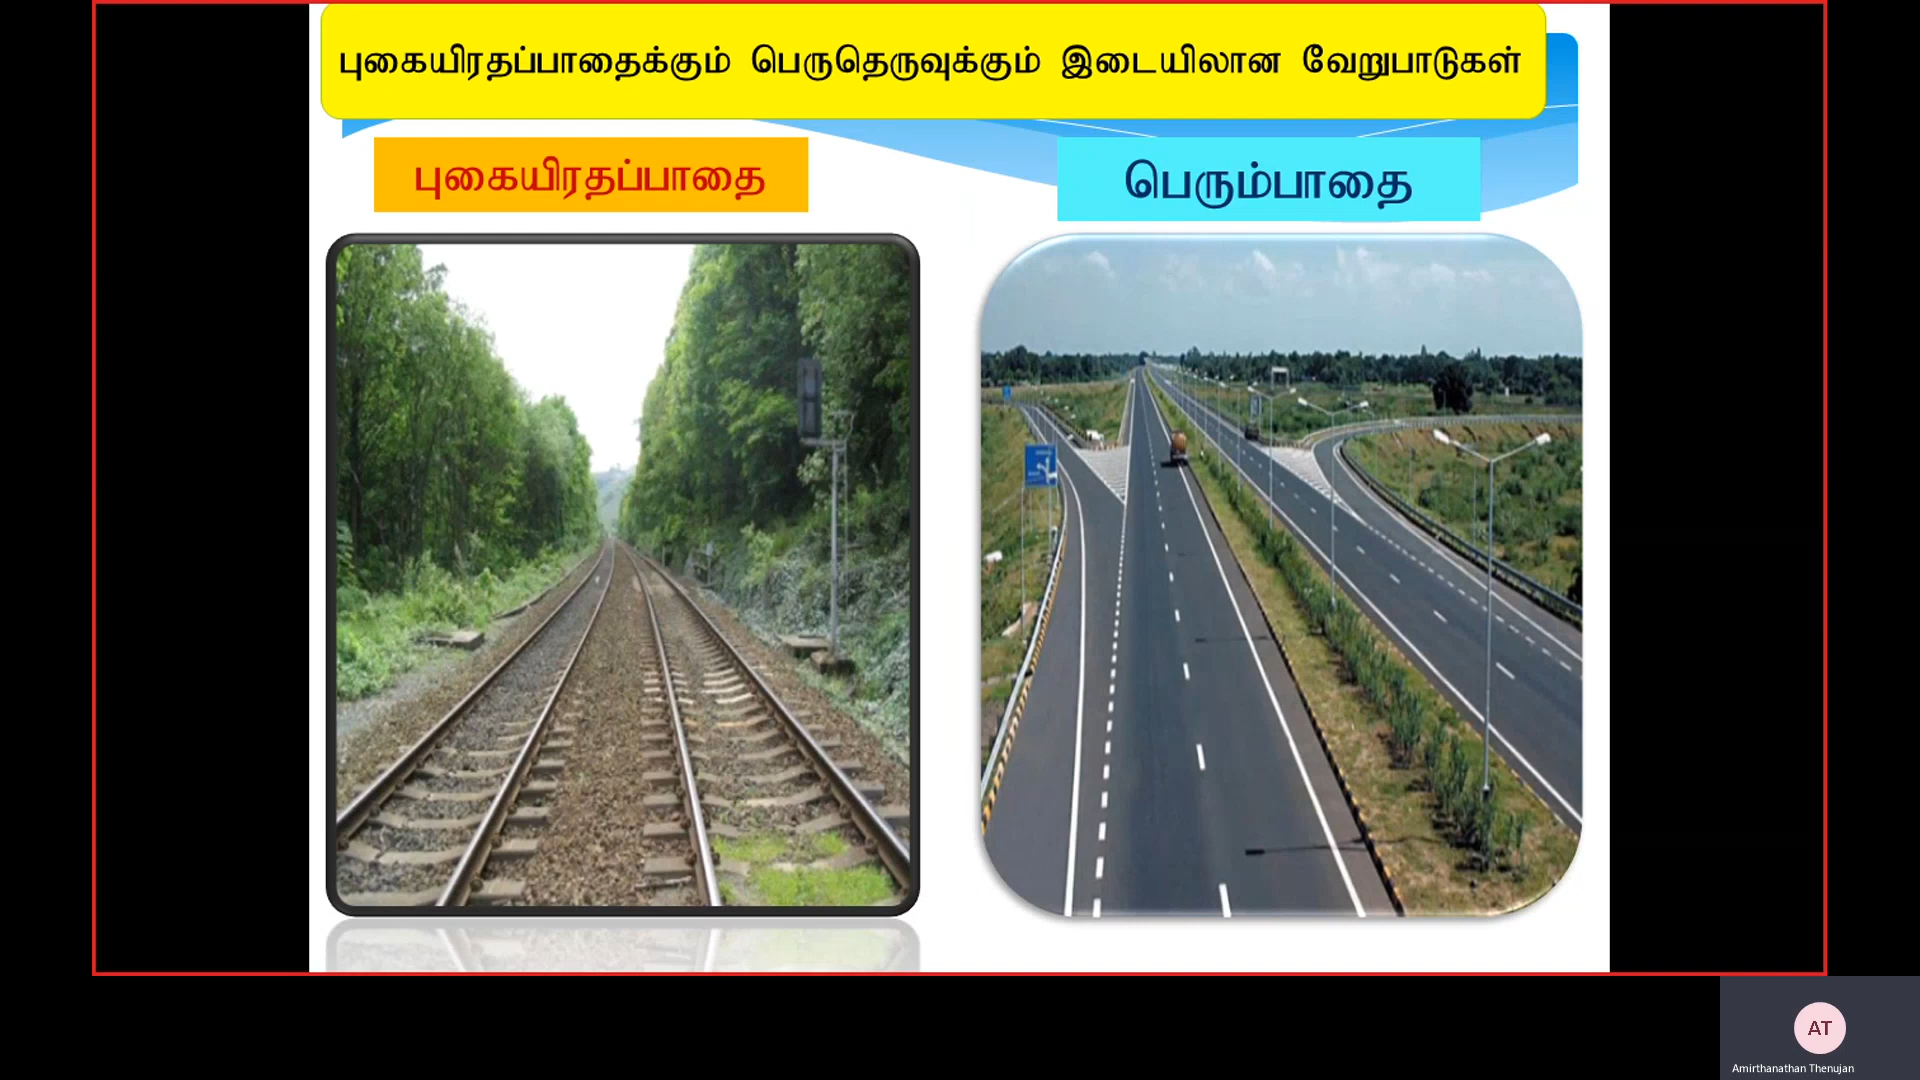 புகையிரதப்பாதைக்கும் பெருதெருவுக்கும் இடையிலான வேறுபாடுகள்
புகையிரதப்பாதை
பெரும்பாதை
AT
Amirthanathan Thenujan